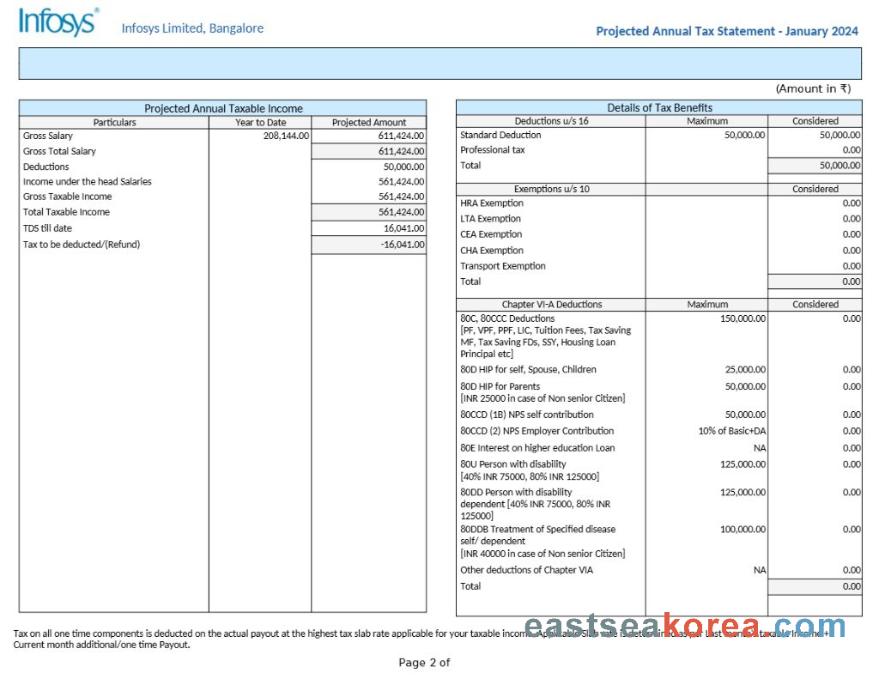 Infosys®
Infosys Limited, Bangalore
Projected Annual Tax Statement - January 2024
(Amount in ₹)
Projected Annual Taxable Income
Particulars Year to Date Projected Amount
Gross Salary 208,144.00 611,424.00
Gross Total Salary 611,424.00
Deductions 50,000.00
Income under the head Salaries 561,424.00
Gross Taxable Income 561,424.00
Total Taxable Income 561,424.00
TDS till date 16,041.00
Tax to be deducted/(Refund) -16,041.00
Details of Tax Benefits
Deductions u/s 16 Maximum Considered
Standard Deduction 50,000.00 50,000.00
Professional tax 0.00
Total 50,000.00
Exemptions u/s 10 Considered
HRA Exemption 0.00
LTA Exemption 0.00
CEA Exemption 0.00
CHA Exemption 0.00
Transport Exemption 0.00
Total 0.00
Chapter VI-A Deductions Maximum Considered
80C, 80CCC Deductions 150,000.00 0.00
[PF, VPF, PPF, LIC, Tuition Fees, Tax Saving
MF, Tax Saving FDs, SSY, Housing Loan
Principal etc]
80D HIP for self, Spouse, Children 25,000.00 0.00
80D HIP for Parents 50,000.00 0.00
[INR 25000 in case of Non senior Citizen]
80CCD (1B) NPS self contribution 50,000.00 0.00
80CCD (2) NPS Employer Contribution 10% of Basic+DA 0.00
80E Interest on higher education Loan NA 0.00
80U Person with disability 125,000.00 0.00
[40% INR 75000, 80% INR 125000]
80DD Person with disability 125,000.00 0.00
dependent [40% INR 75000, 80% INR
125000]
80DDB Treatment of Specified disease 100,000.00 0.00
self/ dependent
[INR 40000 in case of Non senior Citizen]
Other deductions of Chapter VIA NA 0.00
Total 0.00
eastseakorea.com
Tax on all one time components is deducted on the actual payout at the highest tax slab rate applicable for your taxable income. Applicable Slab rate is determined as per Last month's taxable Income +
Current month additional/one time Payout.
Page 2 of